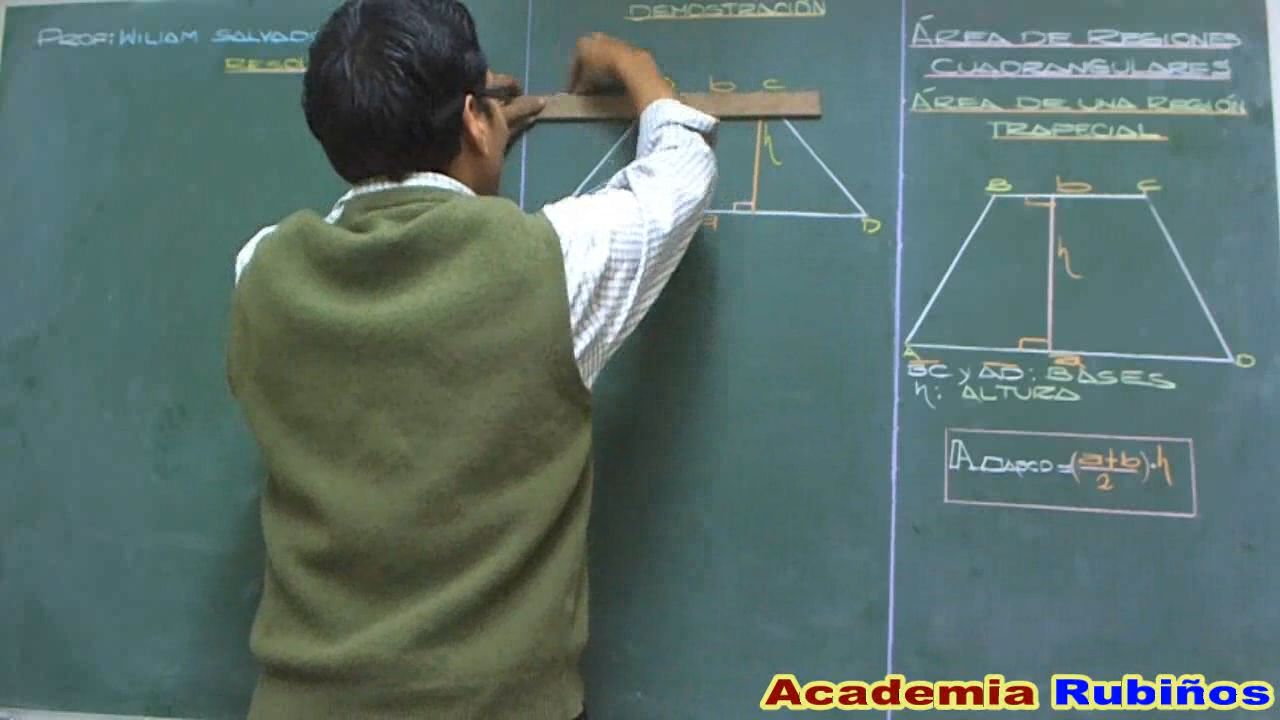 PROF: WILIAM
DEMOSTRACIÓN
b C
h
a D
ÁREA DE REGIONES
CUADRANGULARES
ÁREA DE UNA REGIÓN
TRAPECIAL
B b C
h
A a D
BC y AD: BASES
h: ALTURA
A▱ABCD = (a+b/2)·h
Academia Rubiños